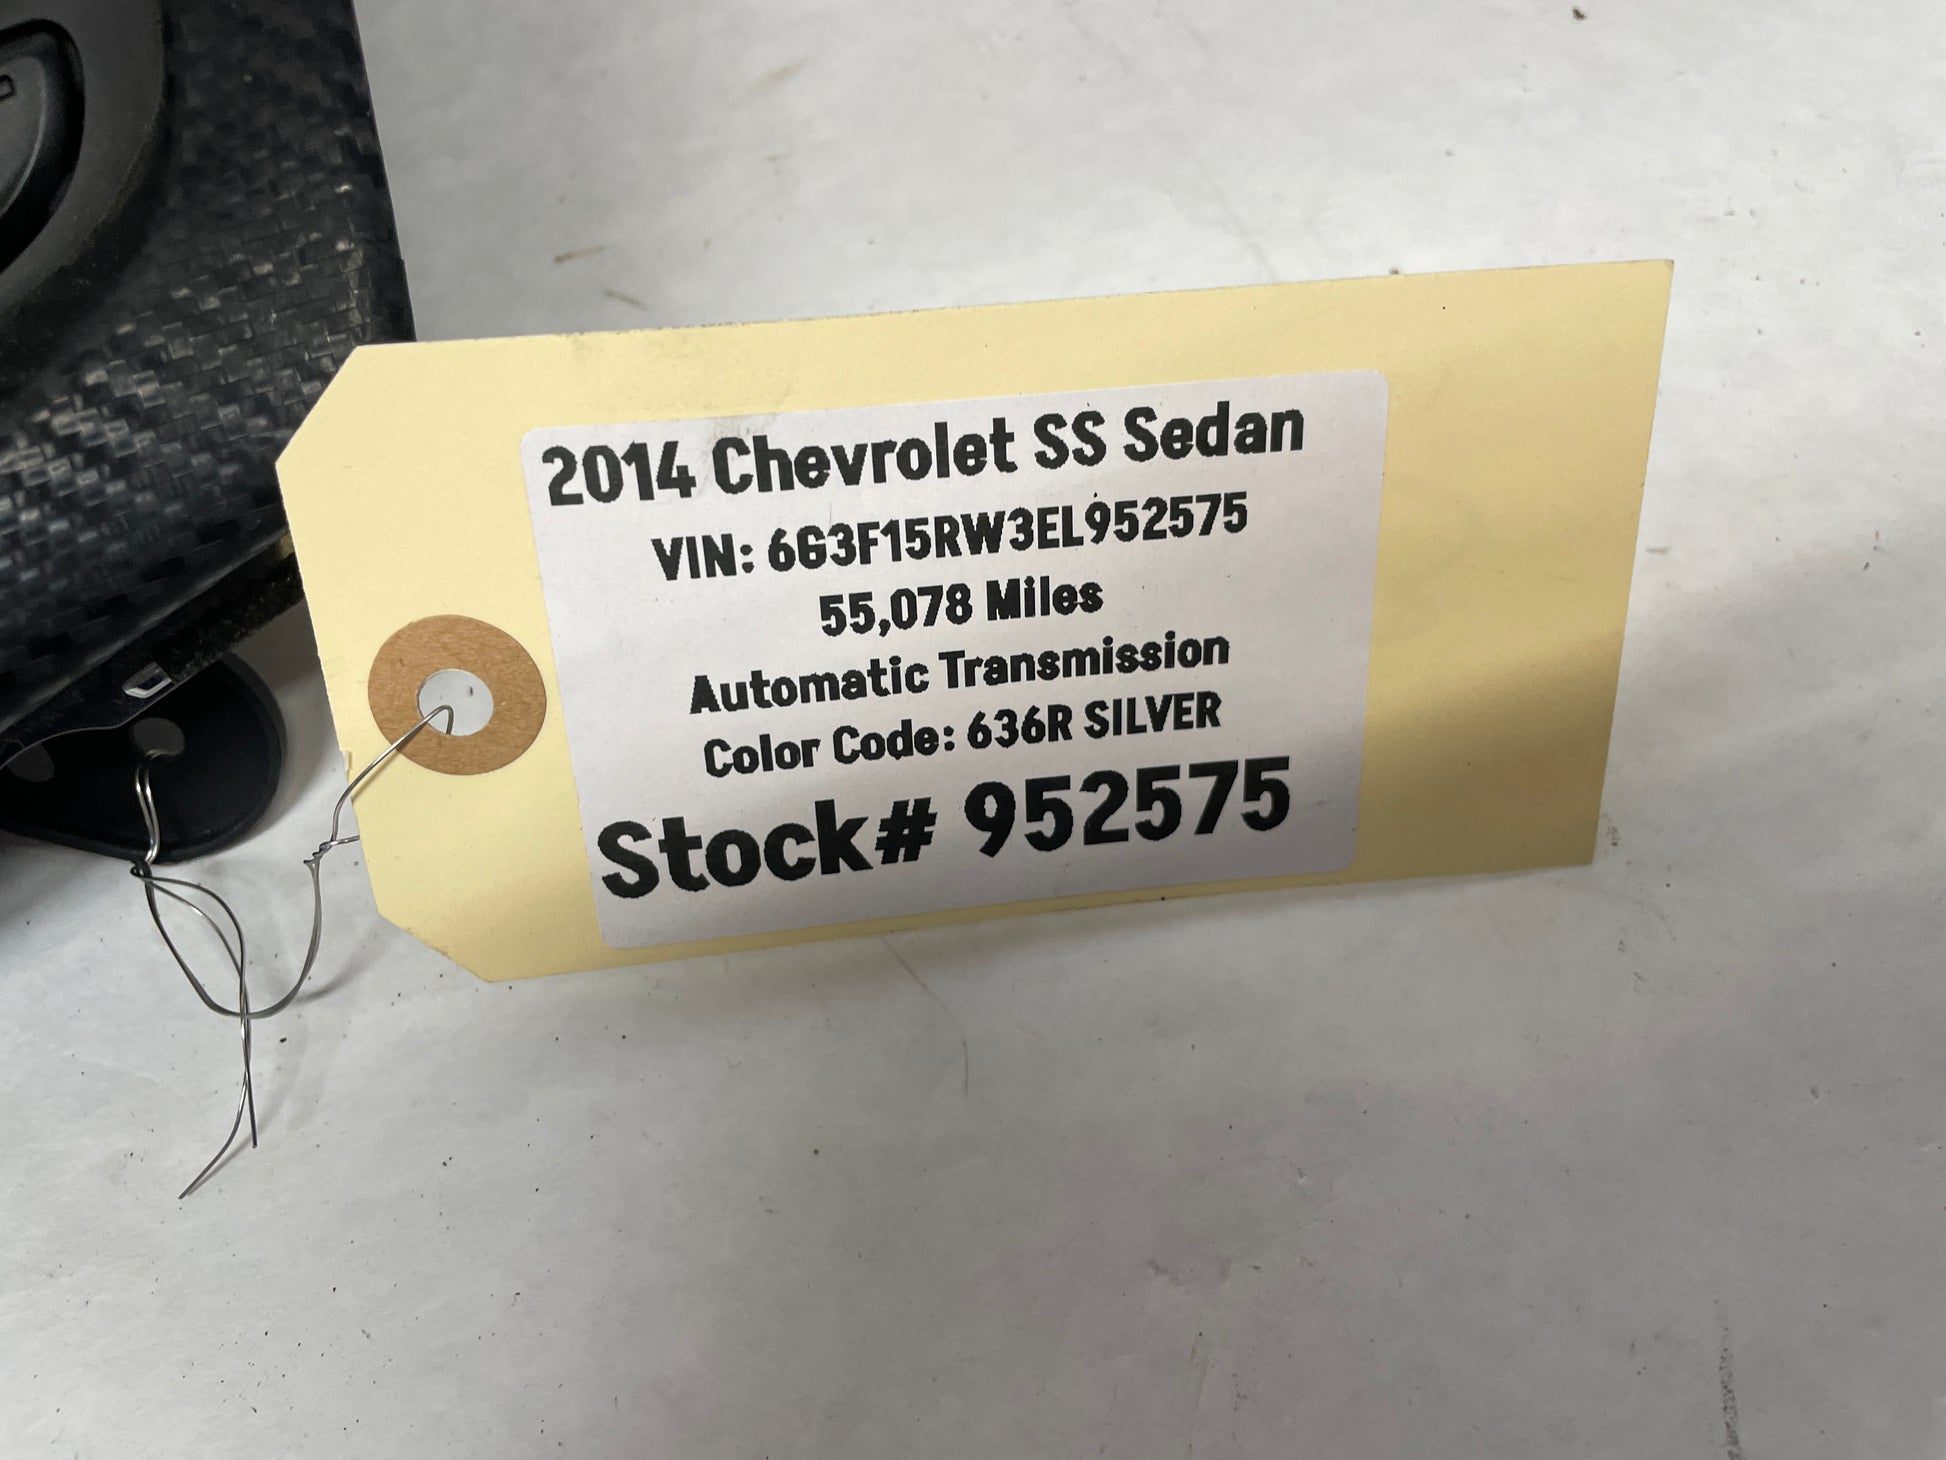 2014 Chevrolet SS Sedan
VIN: 6G3F15RW3EL952575
55,078 Miles
Automatic Transmission
Color Code: 636R SILVER
Stock# 952575